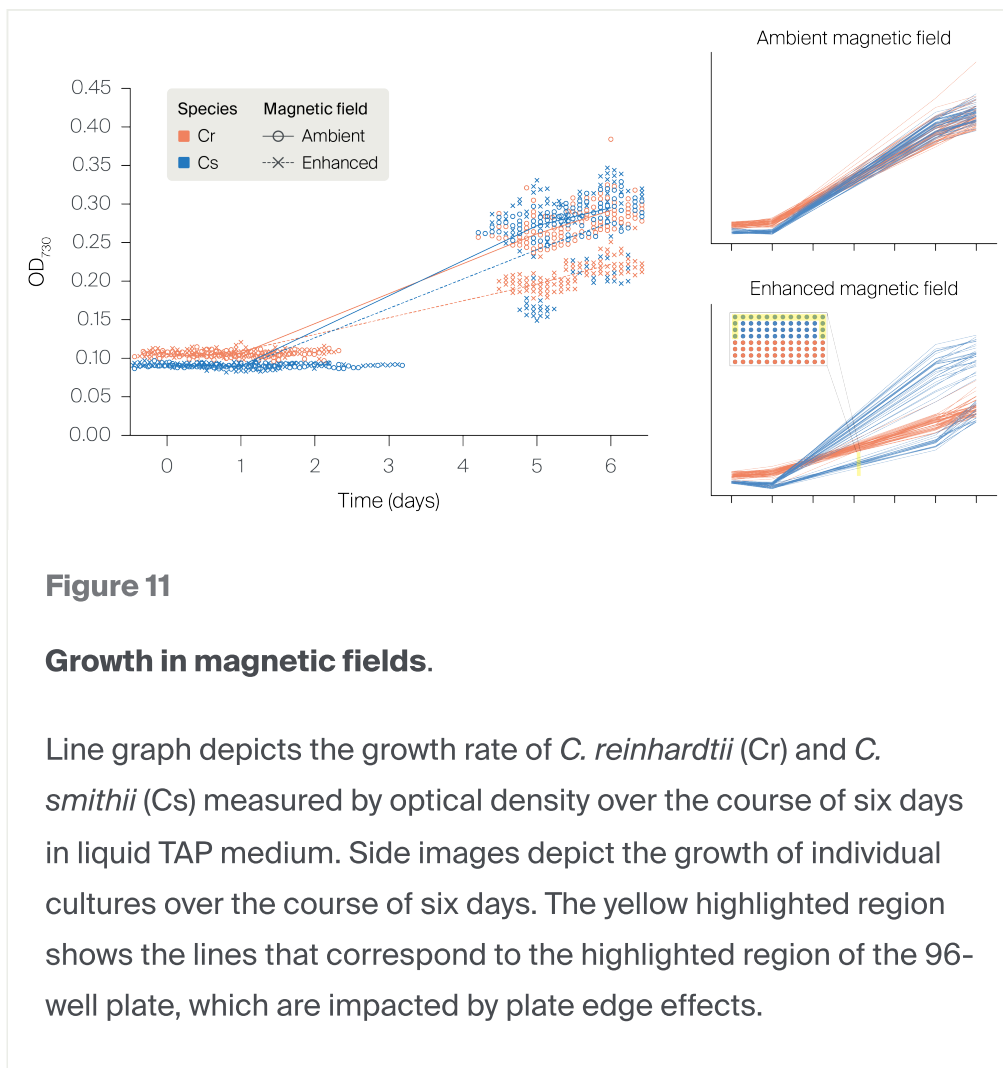 Ambient magnetic field
0.45
0.40
0.35
0.30
0.25
0.20
0.15
0.10
0.05
0.00
OD730
Species Magnetic field
Cr Ambient
Cs Enhanced
0 1 2 3 4 5 6
Time (days)
Enhanced magnetic field
Figure 11
Growth in magnetic fields.
Line graph depicts the growth rate of C. reinhardtii (Cr) and C.
smithii (Cs) measured by optical density over the course of six days
in liquid TAP medium. Side images depict the growth of individual
cultures over the course of six days. The yellow highlighted region
shows the lines that correspond to the highlighted region of the 96-
well plate, which are impacted by plate edge effects.